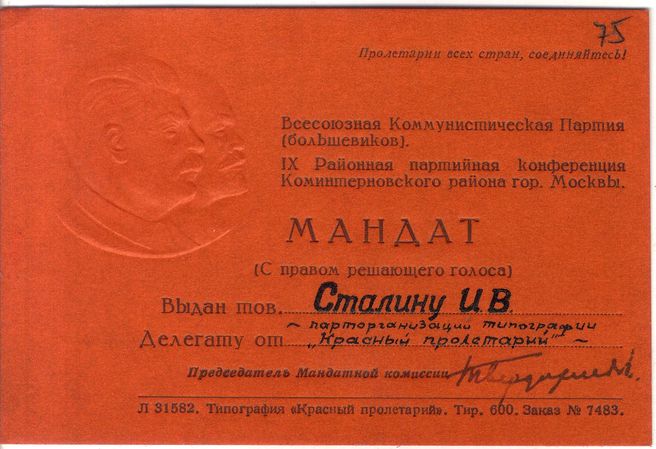 75
Пролетарии всех стран, соединяйтесь!
Всесоюзная Коммунистическая Партия
(большевиков).
IX Районная партийная конференция
Коминтерновского района гор. Москвы.
МАНДАТ
(С правом решающего голоса)
Выдан тов. Сталину И.В.
~ парторганизации типографии
Делегату от „Красный пролетарий" ~
Председатель Мандатной комиссии
Л 31582. Типография «Красный пролетарий». Тир. 600. Заказ № 7483.